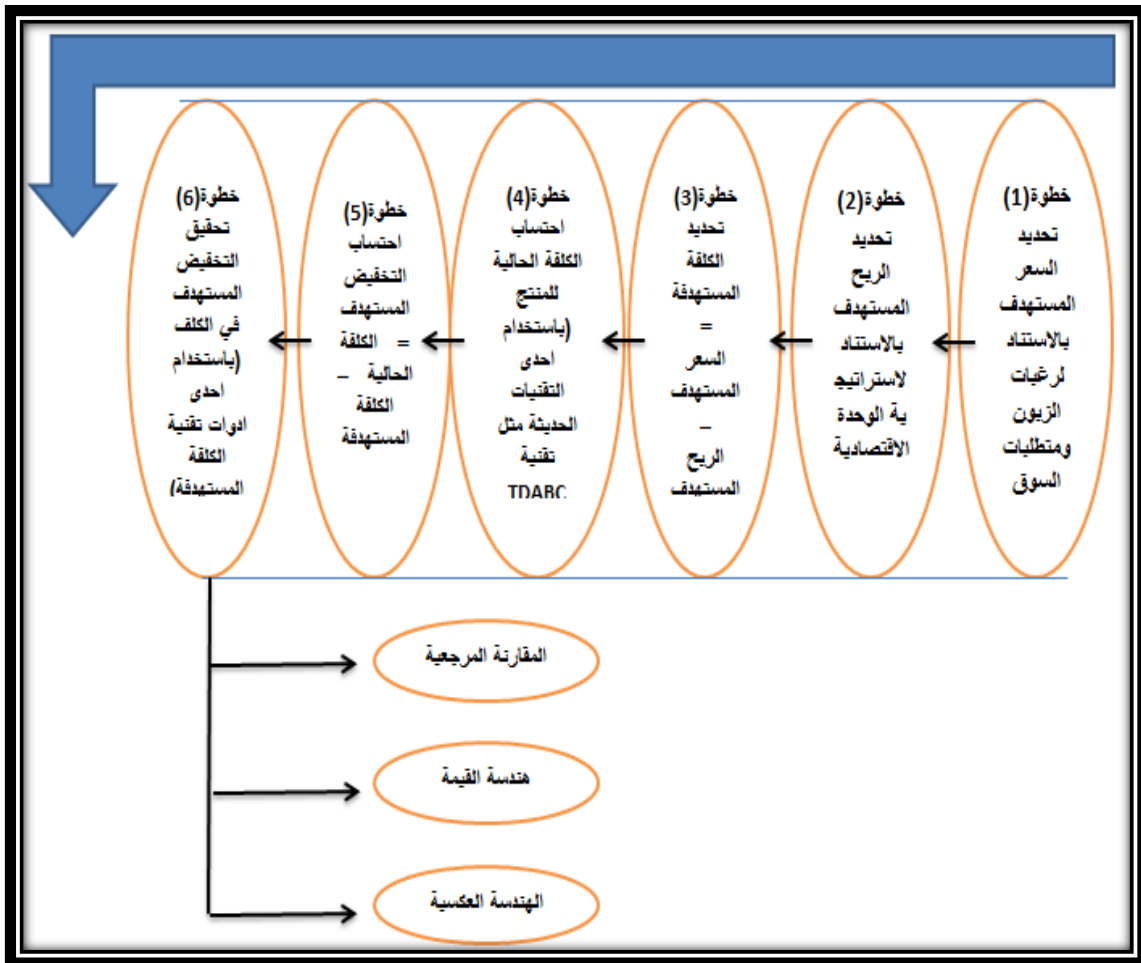 خطوة(1)
تحديد
السعر
المستهدف
بالاستناد
لرغبات
الزبون
ومتطلبات
السوق
خطوة(2)
تحديد
الربح
المستهدف
بالاستناد
لاستراتيج
ية الوحدة
الاقتصادية
خطوة(3)
تحديد
الكلفة
المستهدفة
=
السعر
المستهدف
–
الربح
المستهدف
خطوة(4)
احتساب
الكلفة الحالية
للمنتج
(باستخدام
احدى
التقنيات
الحديثة مثل
تقنية
TDABC
خطوة(5)
احتساب
التخفيض
المستهدف
= الكلفة
الحالية –
الكلفة
المستهدفة
خطوة(6)
تحقيق
التخفيض
المستهدف
في الكلف
(باستخدام
احدى
ادوات تقنية
الكلفة
المستهدفة)
المقارنة المرجعية
هندسة القيمة
الهندسة العكسية